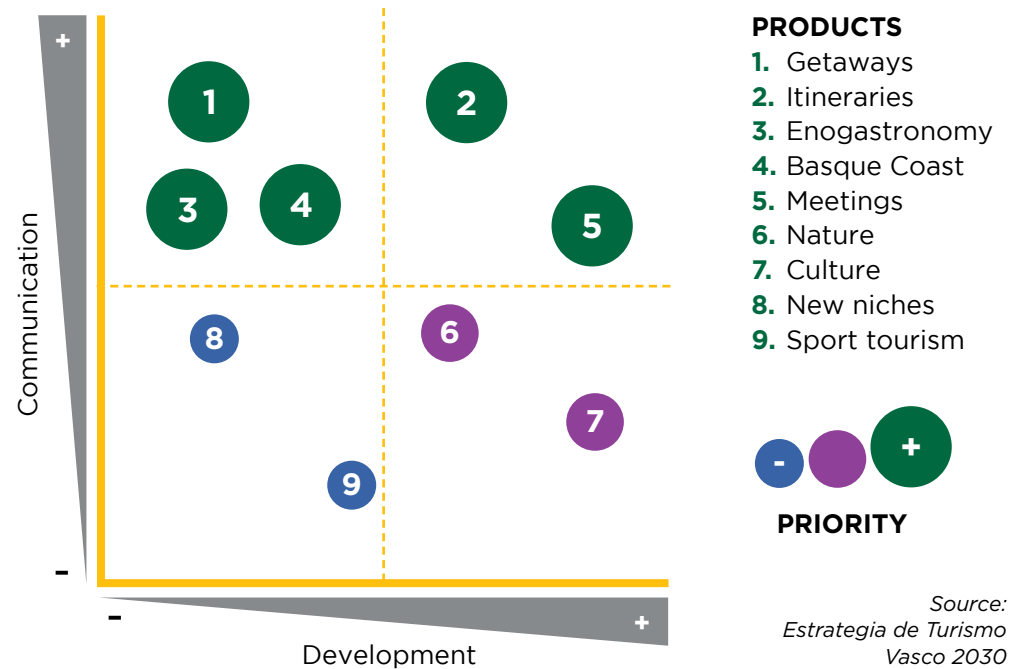 +
Communication
-
1
2
3
4
5
6
7
8
9
-
+
Development
PRODUCTS
1. Getaways
2. Itineraries
3. Enogastronomy
4. Basque Coast
5. Meetings
6. Nature
7. Culture
8. New niches
9. Sport tourism
- +
PRIORITY
Source:
Estrategia de Turismo
Vasco 2030